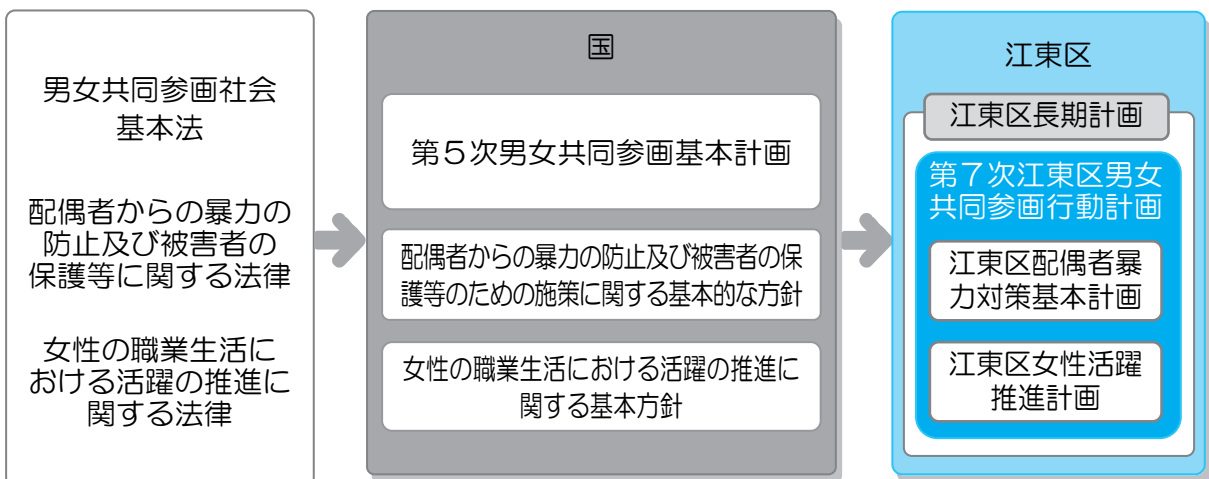 男女共同参画社会
基本法
配偶者からの暴力の
防止及び被害者の
保護等に関する法律
女性の職業生活に
おける活躍の推進に
関する法律
国
第5次男女共同参画基本計画
配偶者からの暴力の防止及び被害者の保
護等のための施策に関する基本的な方針
女性の職業生活における活躍の推進に
関する基本方針
江東区
江東区長期計画
第7次江東区男女
共同参画行動計画
江東区配偶者暴
力対策基本計画
江東区女性活躍
推進計画